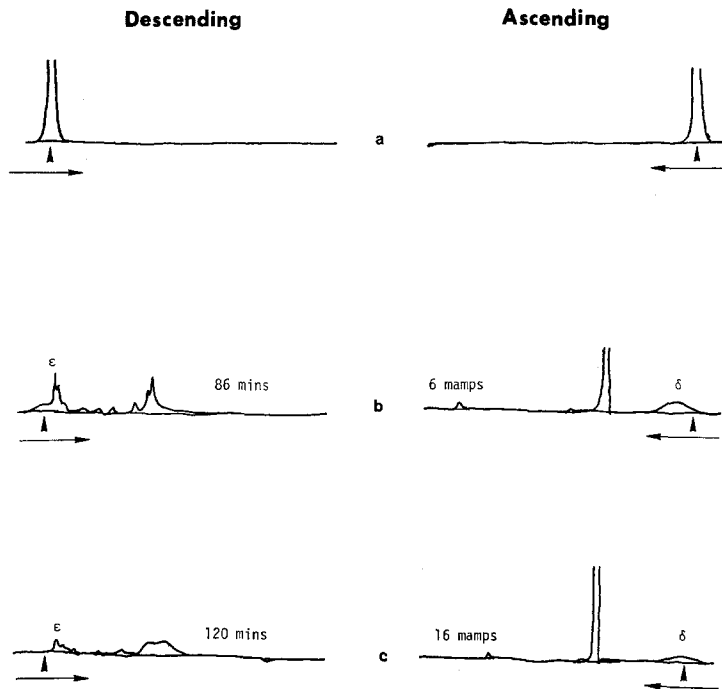 Descending Ascending
a
ε 86 mins b 6 mamps δ
ε 120 mins c 16 mamps δ